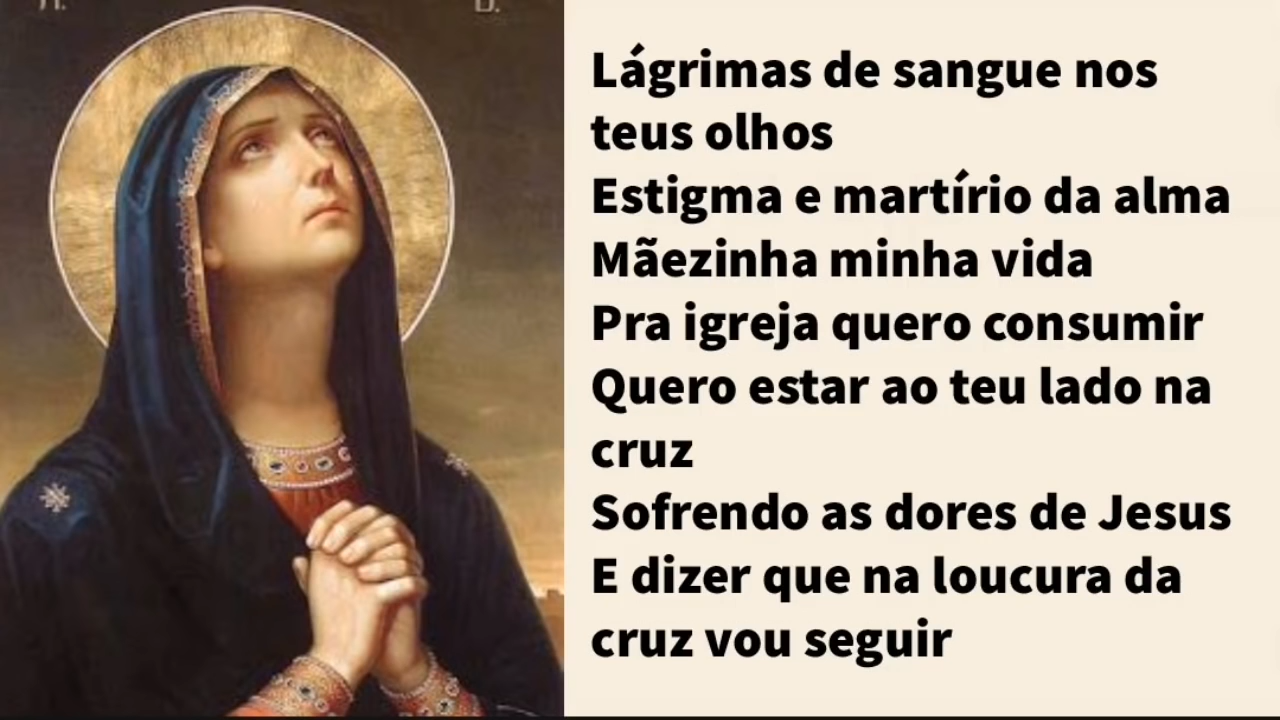 Lágrimas de sangue nos
teus olhos
Estigma e martírio da alma
Mãezinha minha vida
Pra igreja quero consumir
Quero estar ao teu lado na
cruz
Sofrendo as dores de Jesus
E dizer que na loucura da
cruz vou seguir